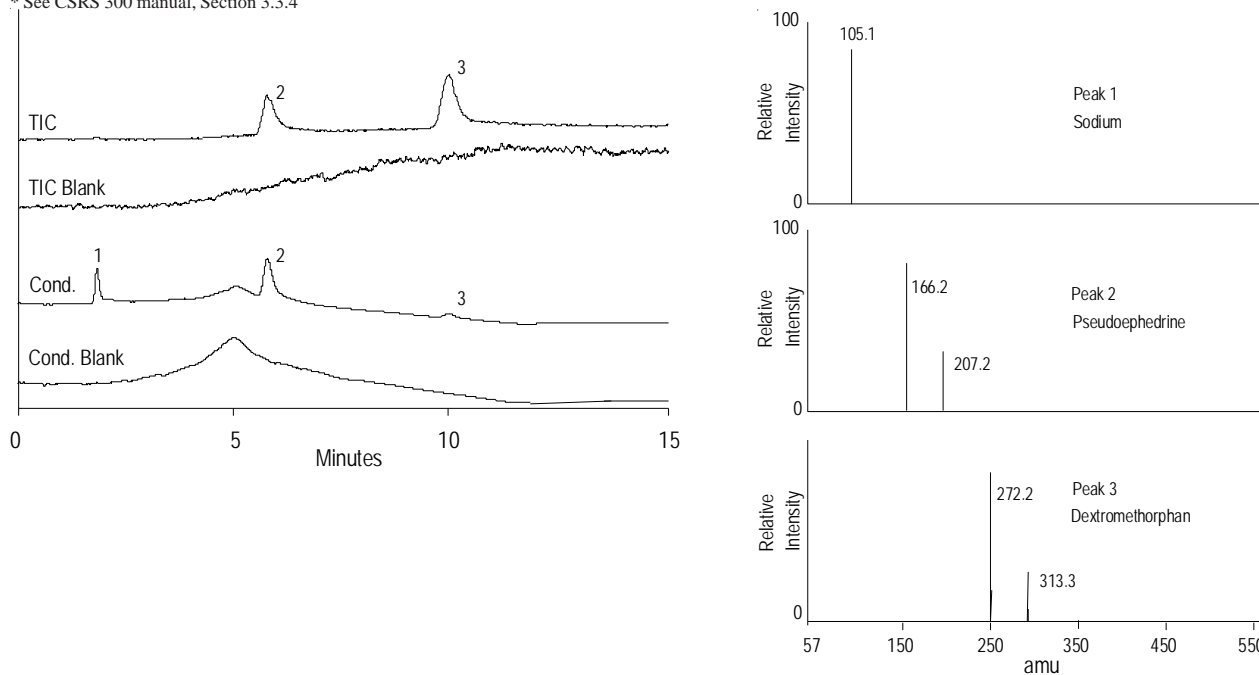 * See CSRS 300 manual, Section 3.3.4
TIC
2
3
TIC Blank
Cond.
1
2
3
Cond. Blank
0
5
10
15
Minutes
100
0
Relative
Intensity
105.1
Peak 1
Sodium
100
0
Relative
Intensity
166.2
207.2
Peak 2
Pseudoephedrine
0
Relative
Intensity
272.2
313.3
Peak 3
Dextromethorphan
57
150
250
350
450
550
amu